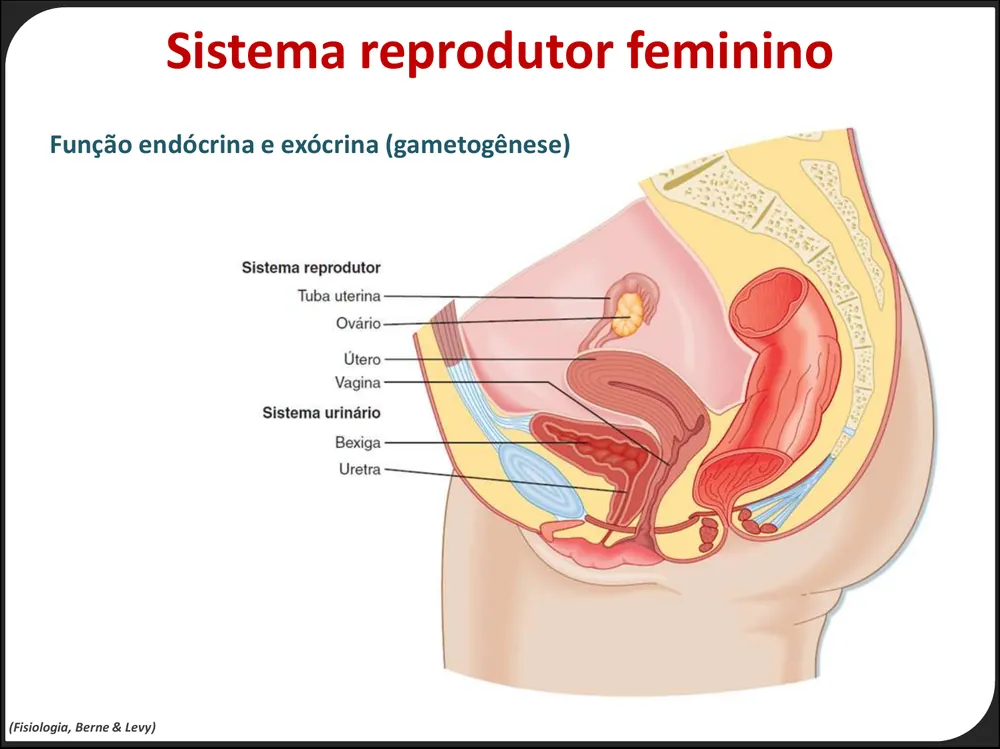 Sistema reprodutor feminino
Função endócrina e exócrina (gametogênese)
Sistema reprodutor
Tuba uterina
Ovário
Útero
Vagina
Sistema urinário
Bexiga
Uretra
(Fisiologia, Berne & Levy)